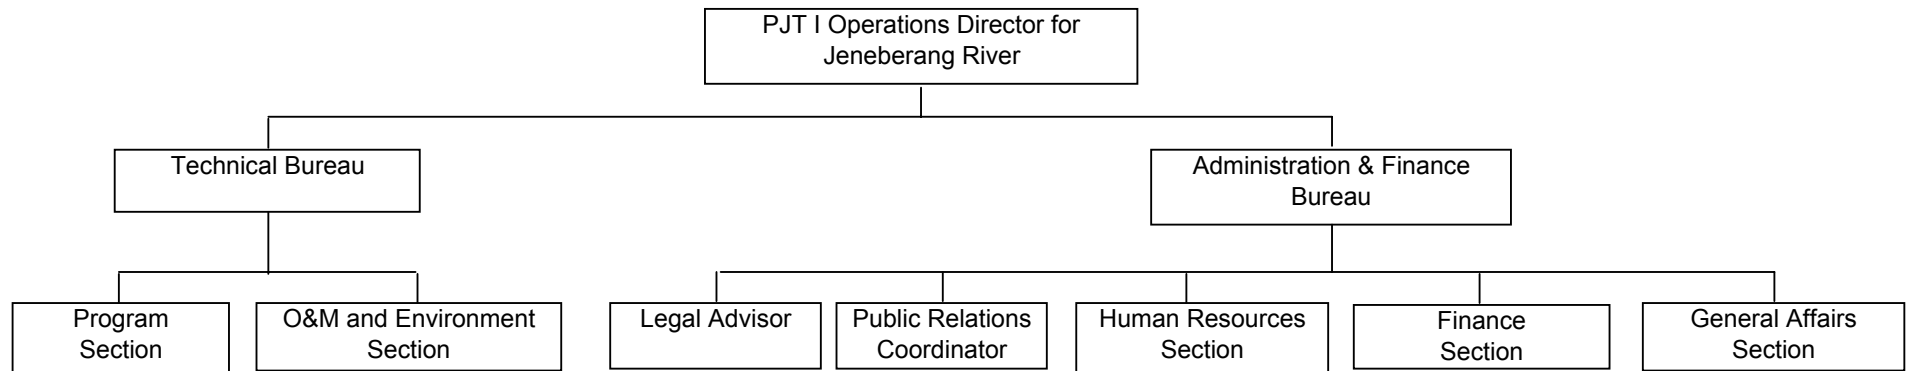 PJT I Operations Director for
Jeneberang River
Technical Bureau
Administration & Finance
Bureau
Program
Section
O&M and Environment
Section
Legal Advisor
Public Relations
Coordinator
Human Resources
Section
Finance
Section
General Affairs
Section